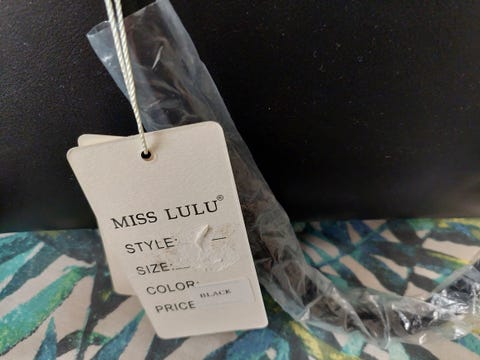 MISS LULU®
STYLE:
SIZE:
COLOR: BLACK
PRICE